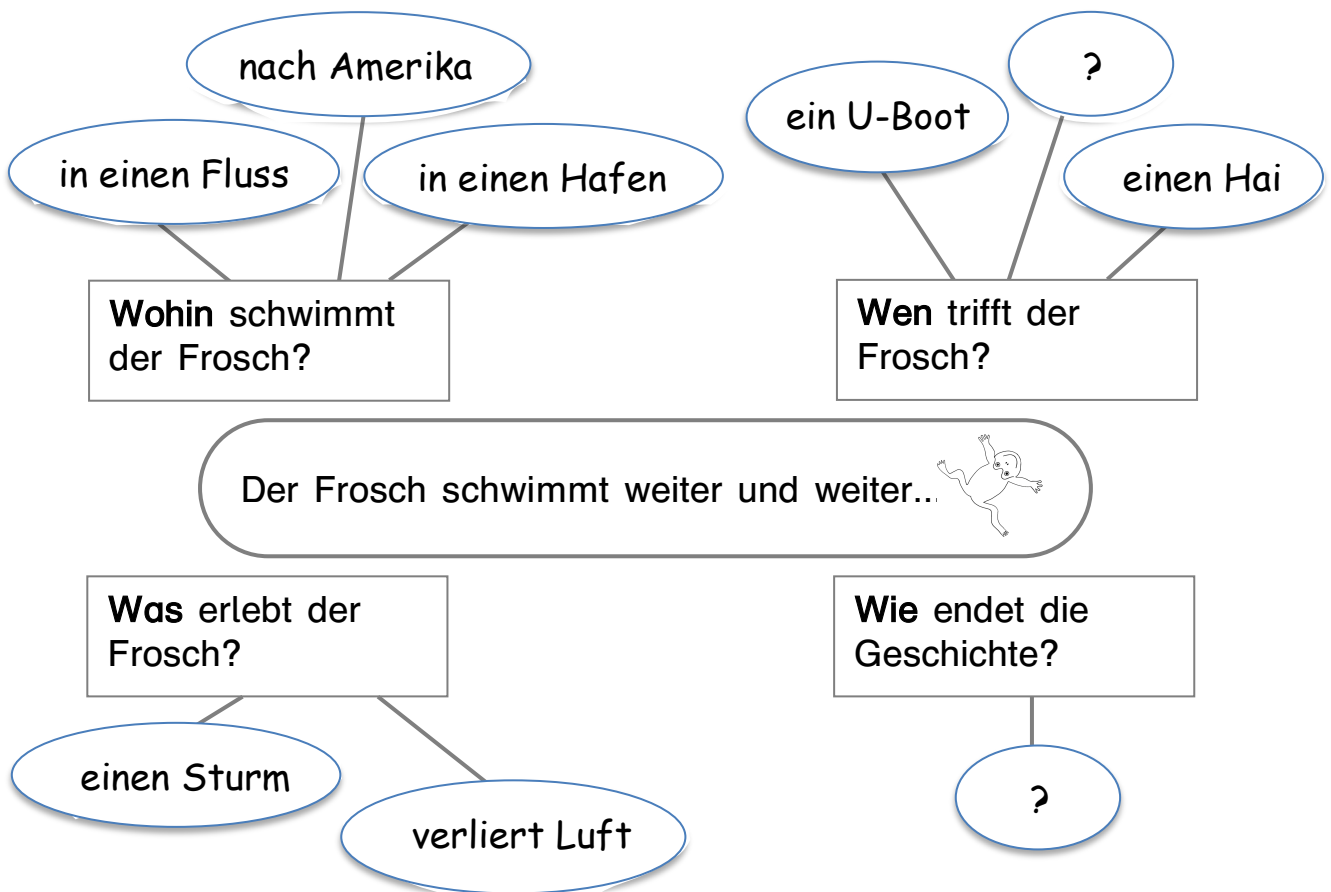 nach Amerika
in einen Fluss
in einen Hafen
Wohin schwimmt
der Frosch?
ein U-Boot
?
einen Hai
Wen trifft der
Frosch?
Der Frosch schwimmt weiter und weiter...
Was erlebt der
Frosch?
einen Sturm
verliert Luft
Wie endet die
Geschichte?
?